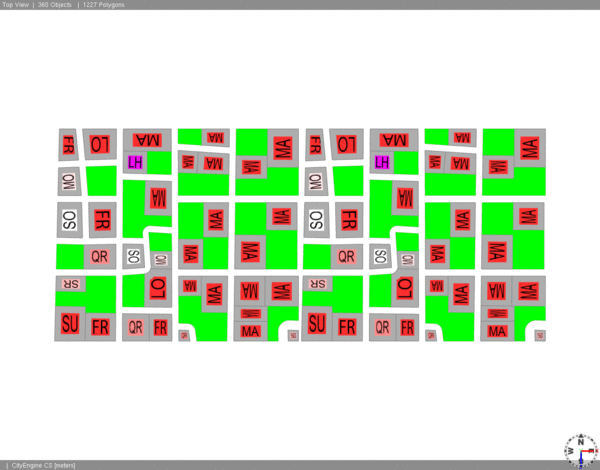 Top View | 360 Objects | 1227 Polygons
FR LO MA MA MA FR LO MA MA MA
LH MA MA MA LH MA MA MA
OM MA OM MA
OS FR MA MA OS FR MA MA
QR SO OM MA MA QR SO OM MA MA
SR LO MA MA MA MA SR LO MA MA MA MA
SU FR QR FR MA MA SU FR QR FR MA MA
N
W
CityEngine CS [meters]